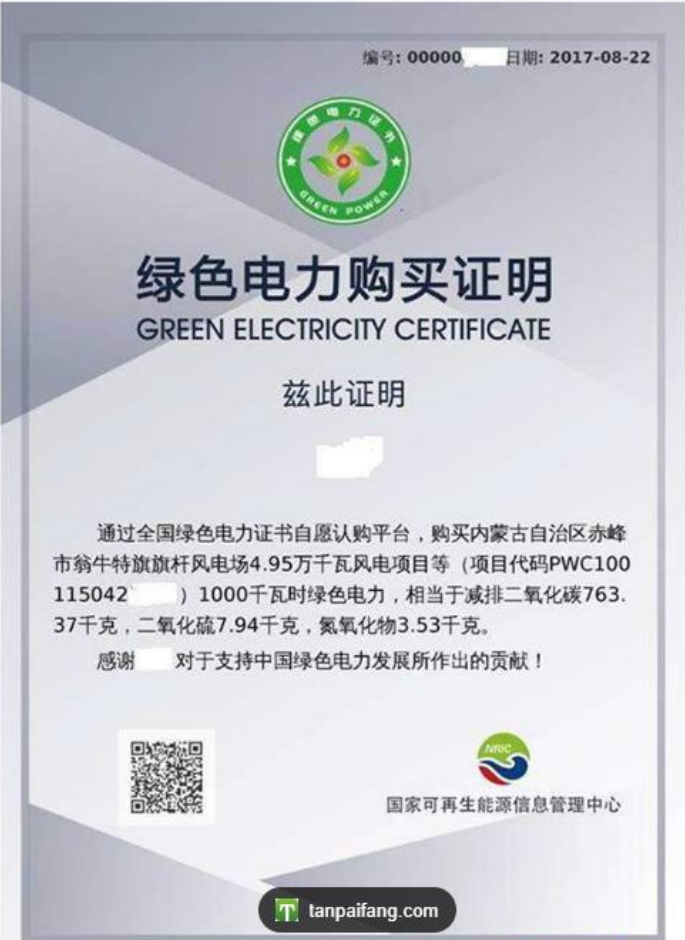 编号: 00000 日期: 2017-08-22
绿色电力证书
GREEN POWER
绿色电力购买证明
GREEN ELECTRICITY CERTIFICATE
兹此证明
通过全国绿色电力证书自愿认购平台，购买内蒙古自治区赤峰
市翁牛特旗旗杆风电场4.95万千瓦风电项目等（项目代码PWC100
115042 ）1000千瓦时绿色电力，相当于减排二氧化碳763.
37千克，二氧化硫7.94千克，氮氧化物3.53千克。
感谢 对于支持中国绿色电力发展所作出的贡献！
NRIC
国家可再生能源信息管理中心
T tanpaifang.com